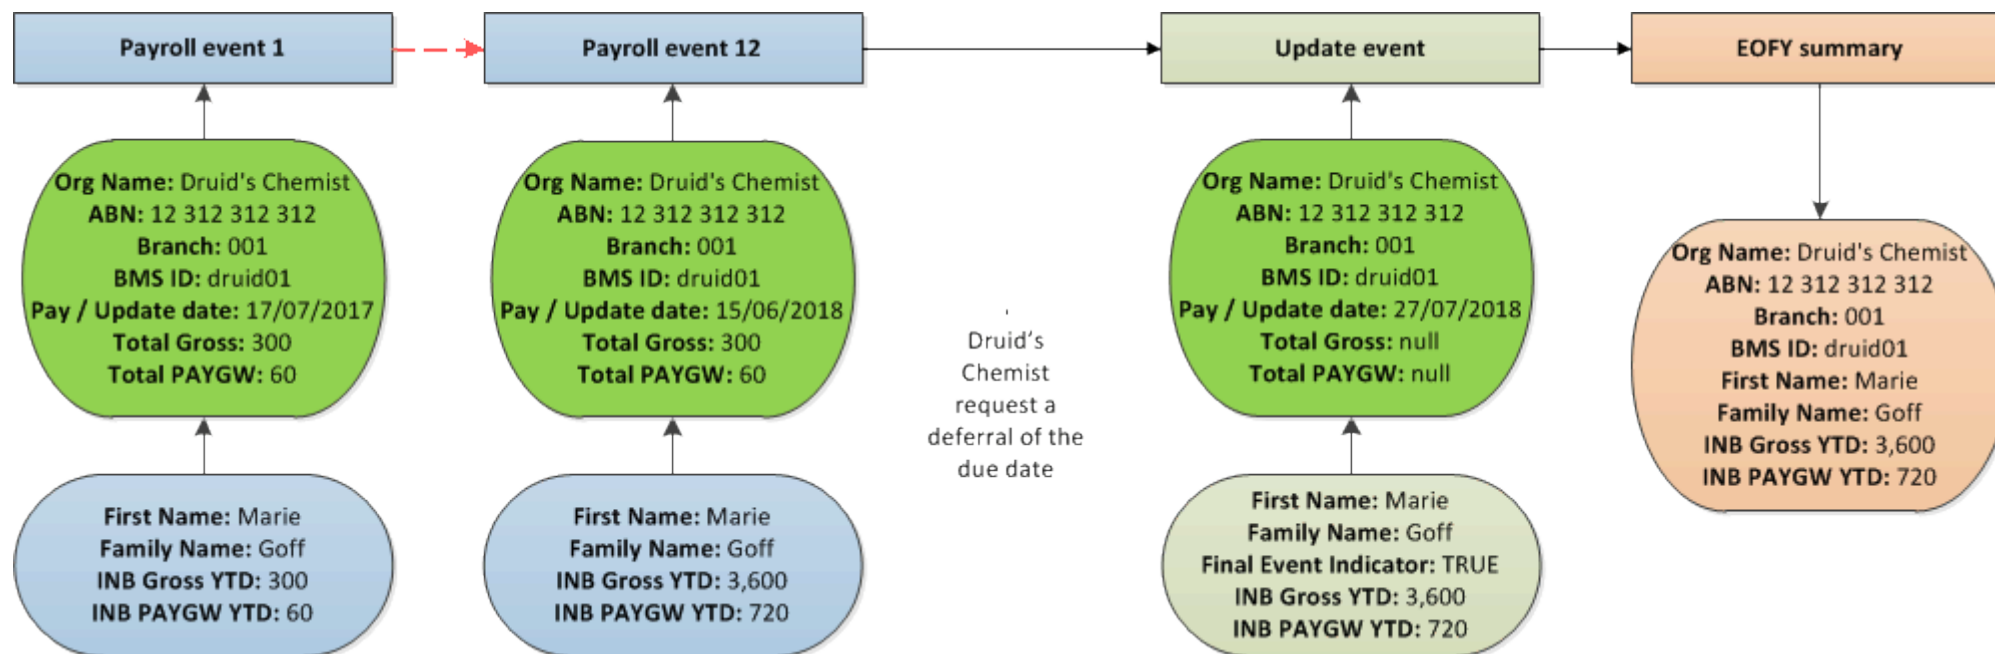 Payroll event 1
Payroll event 12
Update event
EOFY summary
Org Name: Druid's Chemist
ABN: 12 312 312 312
Branch: 001
BMS ID: druid01
Pay / Update date: 17/07/2017
Total Gross: 300
Total PAYGW: 60
First Name: Marie
Family Name: Goff
INB Gross YTD: 300
INB PAYGW YTD: 60
Org Name: Druid's Chemist
ABN: 12 312 312 312
Branch: 001
BMS ID: druid01
Pay / Update date: 15/06/2018
Total Gross: 300
Total PAYGW: 60
First Name: Marie
Family Name: Goff
INB Gross YTD: 3,600
INB PAYGW YTD: 720
Druid's
Chemist
request a
deferral of the
due date
Org Name: Druid's Chemist
ABN: 12 312 312 312
Branch: 001
BMS ID: druid01
Pay / Update date: 27/07/2018
Total Gross: null
Total PAYGW: null
First Name: Marie
Family Name: Goff
Final Event Indicator: TRUE
INB Gross YTD: 3,600
INB PAYGW YTD: 720
Org Name: Druid's Chemist
ABN: 12 312 312 312
Branch: 001
BMS ID: druid01
First Name: Marie
Family Name: Goff
INB Gross YTD: 3,600
INB PAYGW YTD: 720